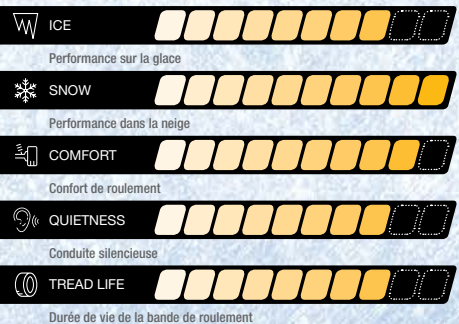 ICE
Performance sur la glace
SNOW
Performance dans la neige
COMFORT
Confort de roulement
QUIETNESS
Conduite silencieuse
TREAD LIFE
Durée de vie de la bande de roulement